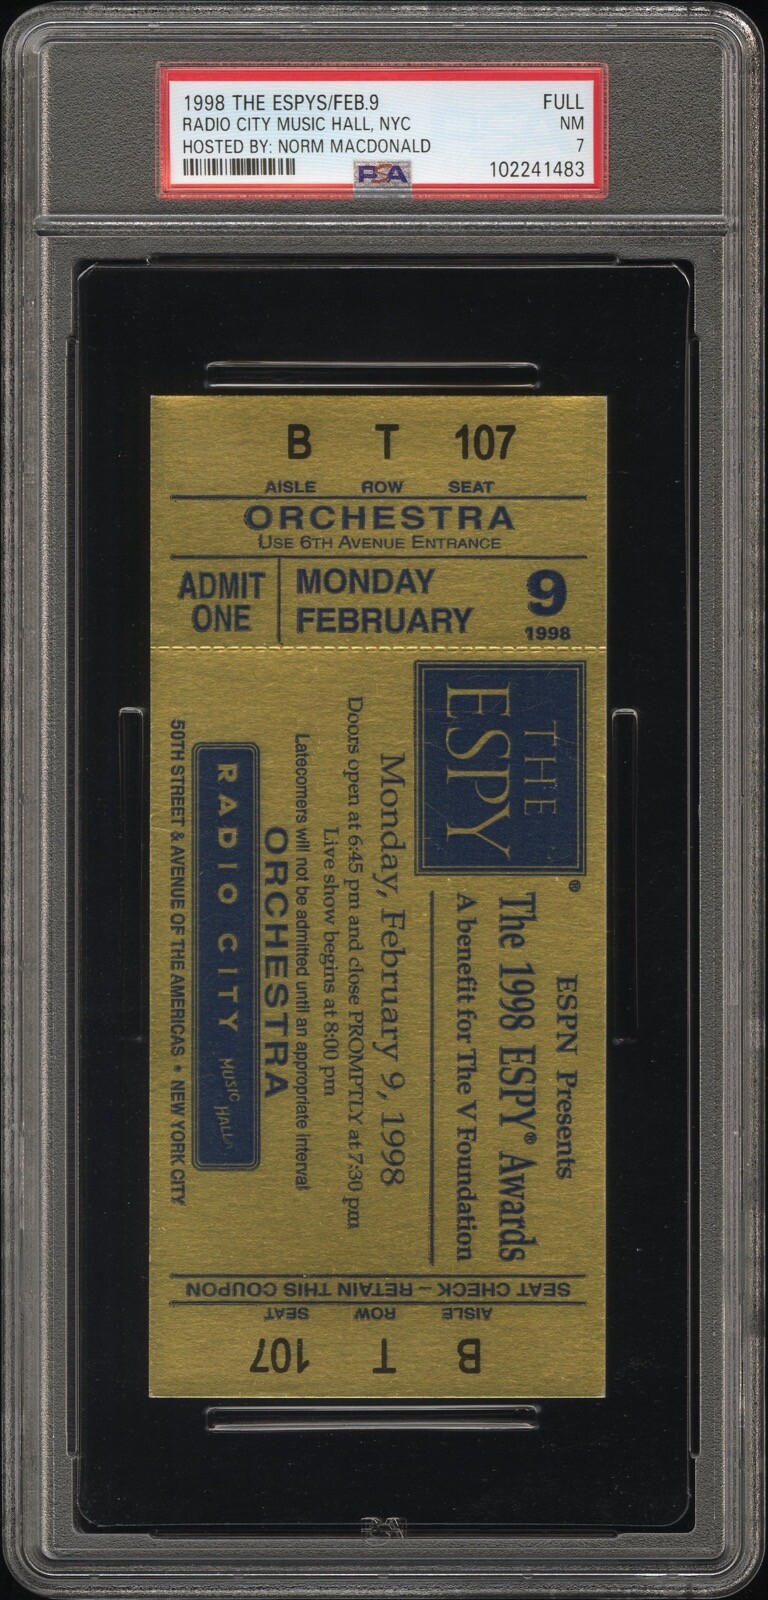 1998 THE ESPYS/FEB.9 FULL
RADIO CITY MUSIC HALL, NYC NM
HOSTED BY: NORM MACDONALD 7
PSA 102241483
B T 107
AISLE ROW SEAT
ORCHESTRA
USE 6TH AVENUE ENTRANCE
ADMIT ONE
MONDAY FEBRUARY
9
1998
THE
ESPY®
ESPN Presents
The 1998 ESPY® Awards
A benefit for The V Foundation
Monday, February 9, 1998
Doors open at 6:45 pm and close PROMPTLY at 7:30 pm
Live show begins at 8:00 pm
Latecomers will not be admitted until an appropriate interval
ORCHESTRA
RADIO CITY MUSIC HALL
50TH STREET & AVENUE OF THE AMERICAS • NEW YORK CITY
SEAT CHECK – RETAIN THIS COUPON
AISLE ROW SEAT
B T 107
PSA